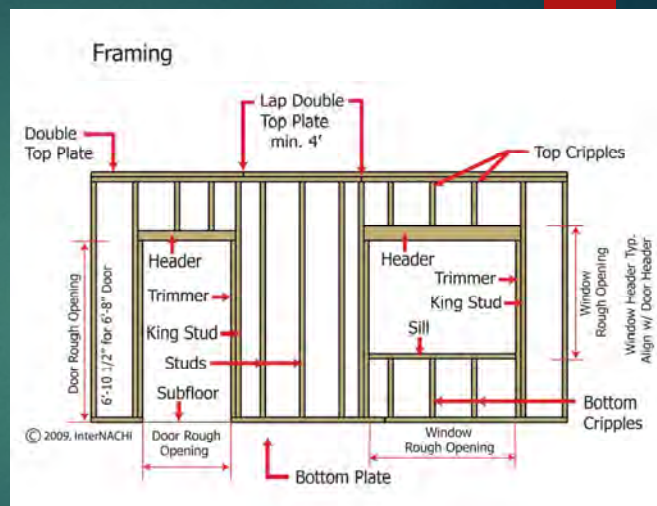 Framing
Lap Double
Top Plate
min. 4'
Double
Top Plate
Top Cripples
Header
Header
Trimmer
Trimmer
King Stud
King Stud
Sill
Studs
Subfloor
Door Rough Opening
6'-10 1/2" for 6'-8" Door
Window
Rough Opening
Window Header Typ.
Align w/ Door Header
Bottom
Cripples
© 2009, InterNACHI
Door Rough
Opening
Window
Rough Opening
Bottom Plate